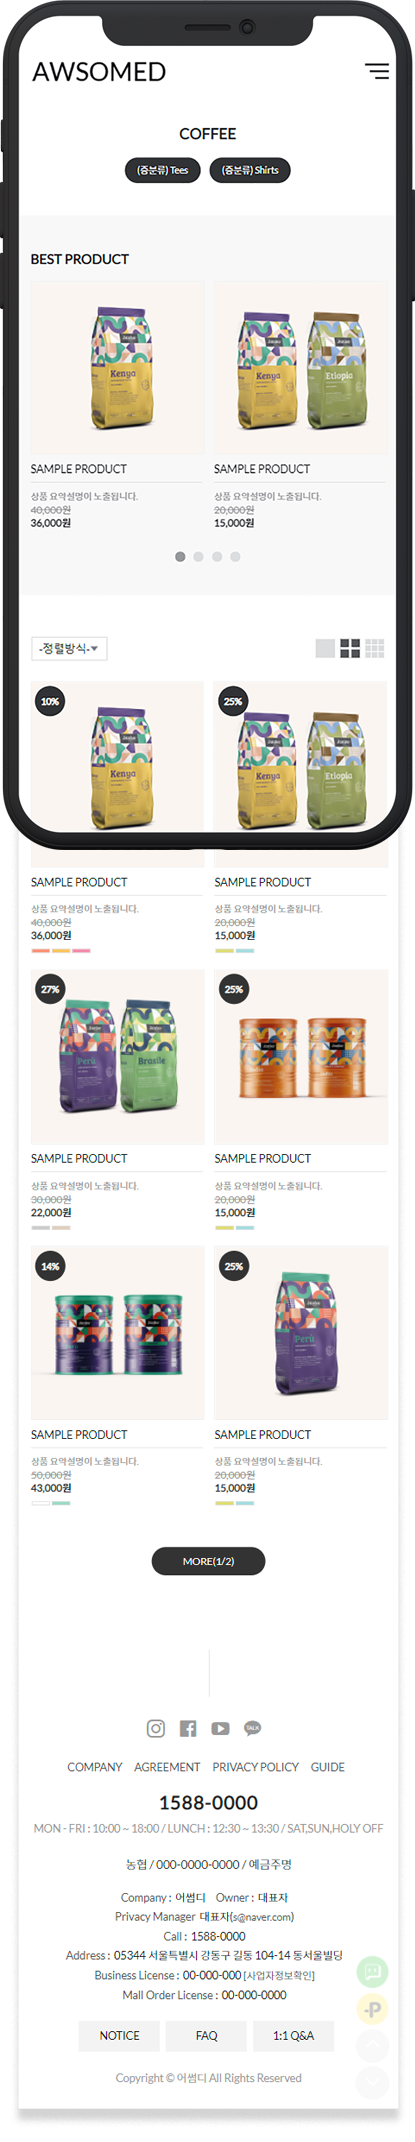 AWSOMED
COFFEE
(중분류) Tees (중분류) Shirts
BEST PRODUCT
Kenya
Kenya
Etiopia
SAMPLE PRODUCT
상품 요약설명이 노출됩니다.
40,000원
36,000원
SAMPLE PRODUCT
상품 요약설명이 노출됩니다.
20,000원
15,000원
-정렬방식-
10%
Kenya
25%
Kenya
Etiopia
SAMPLE PRODUCT
상품 요약설명이 노출됩니다.
40,000원
36,000원
SAMPLE PRODUCT
상품 요약설명이 노출됩니다.
20,000원
15,000원
27%
Perù
Brasile
25%
SAMPLE PRODUCT
상품 요약설명이 노출됩니다.
30,000원
22,000원
SAMPLE PRODUCT
상품 요약설명이 노출됩니다.
20,000원
15,000원
14%
25%
Perù
SAMPLE PRODUCT
상품 요약설명이 노출됩니다.
50,000원
43,000원
SAMPLE PRODUCT
상품 요약설명이 노출됩니다.
20,000원
15,000원
MORE(1/2)
TALK
COMPANY AGREEMENT PRIVACY POLICY GUIDE
1588-0000
MON - FRI : 10:00 ~ 18:00 / LUNCH : 12:30 ~ 13:30 / SAT,SUN,HOLY OFF
농협 / 000-0000-0000 / 예금주명
Company : 어썸디 Owner : 대표자
Privacy Manager 대표자(s@naver.com)
Call : 1588-0000
Address : 05344 서울특별시 강동구 길동 104-14 동서울빌딩
Business License : 00-000-000 [사업자정보확인]
Mall Order License : 00-000-0000
NOTICE FAQ 1:1 Q&A
Copyright © 어썸디 All Rights Reserved
P